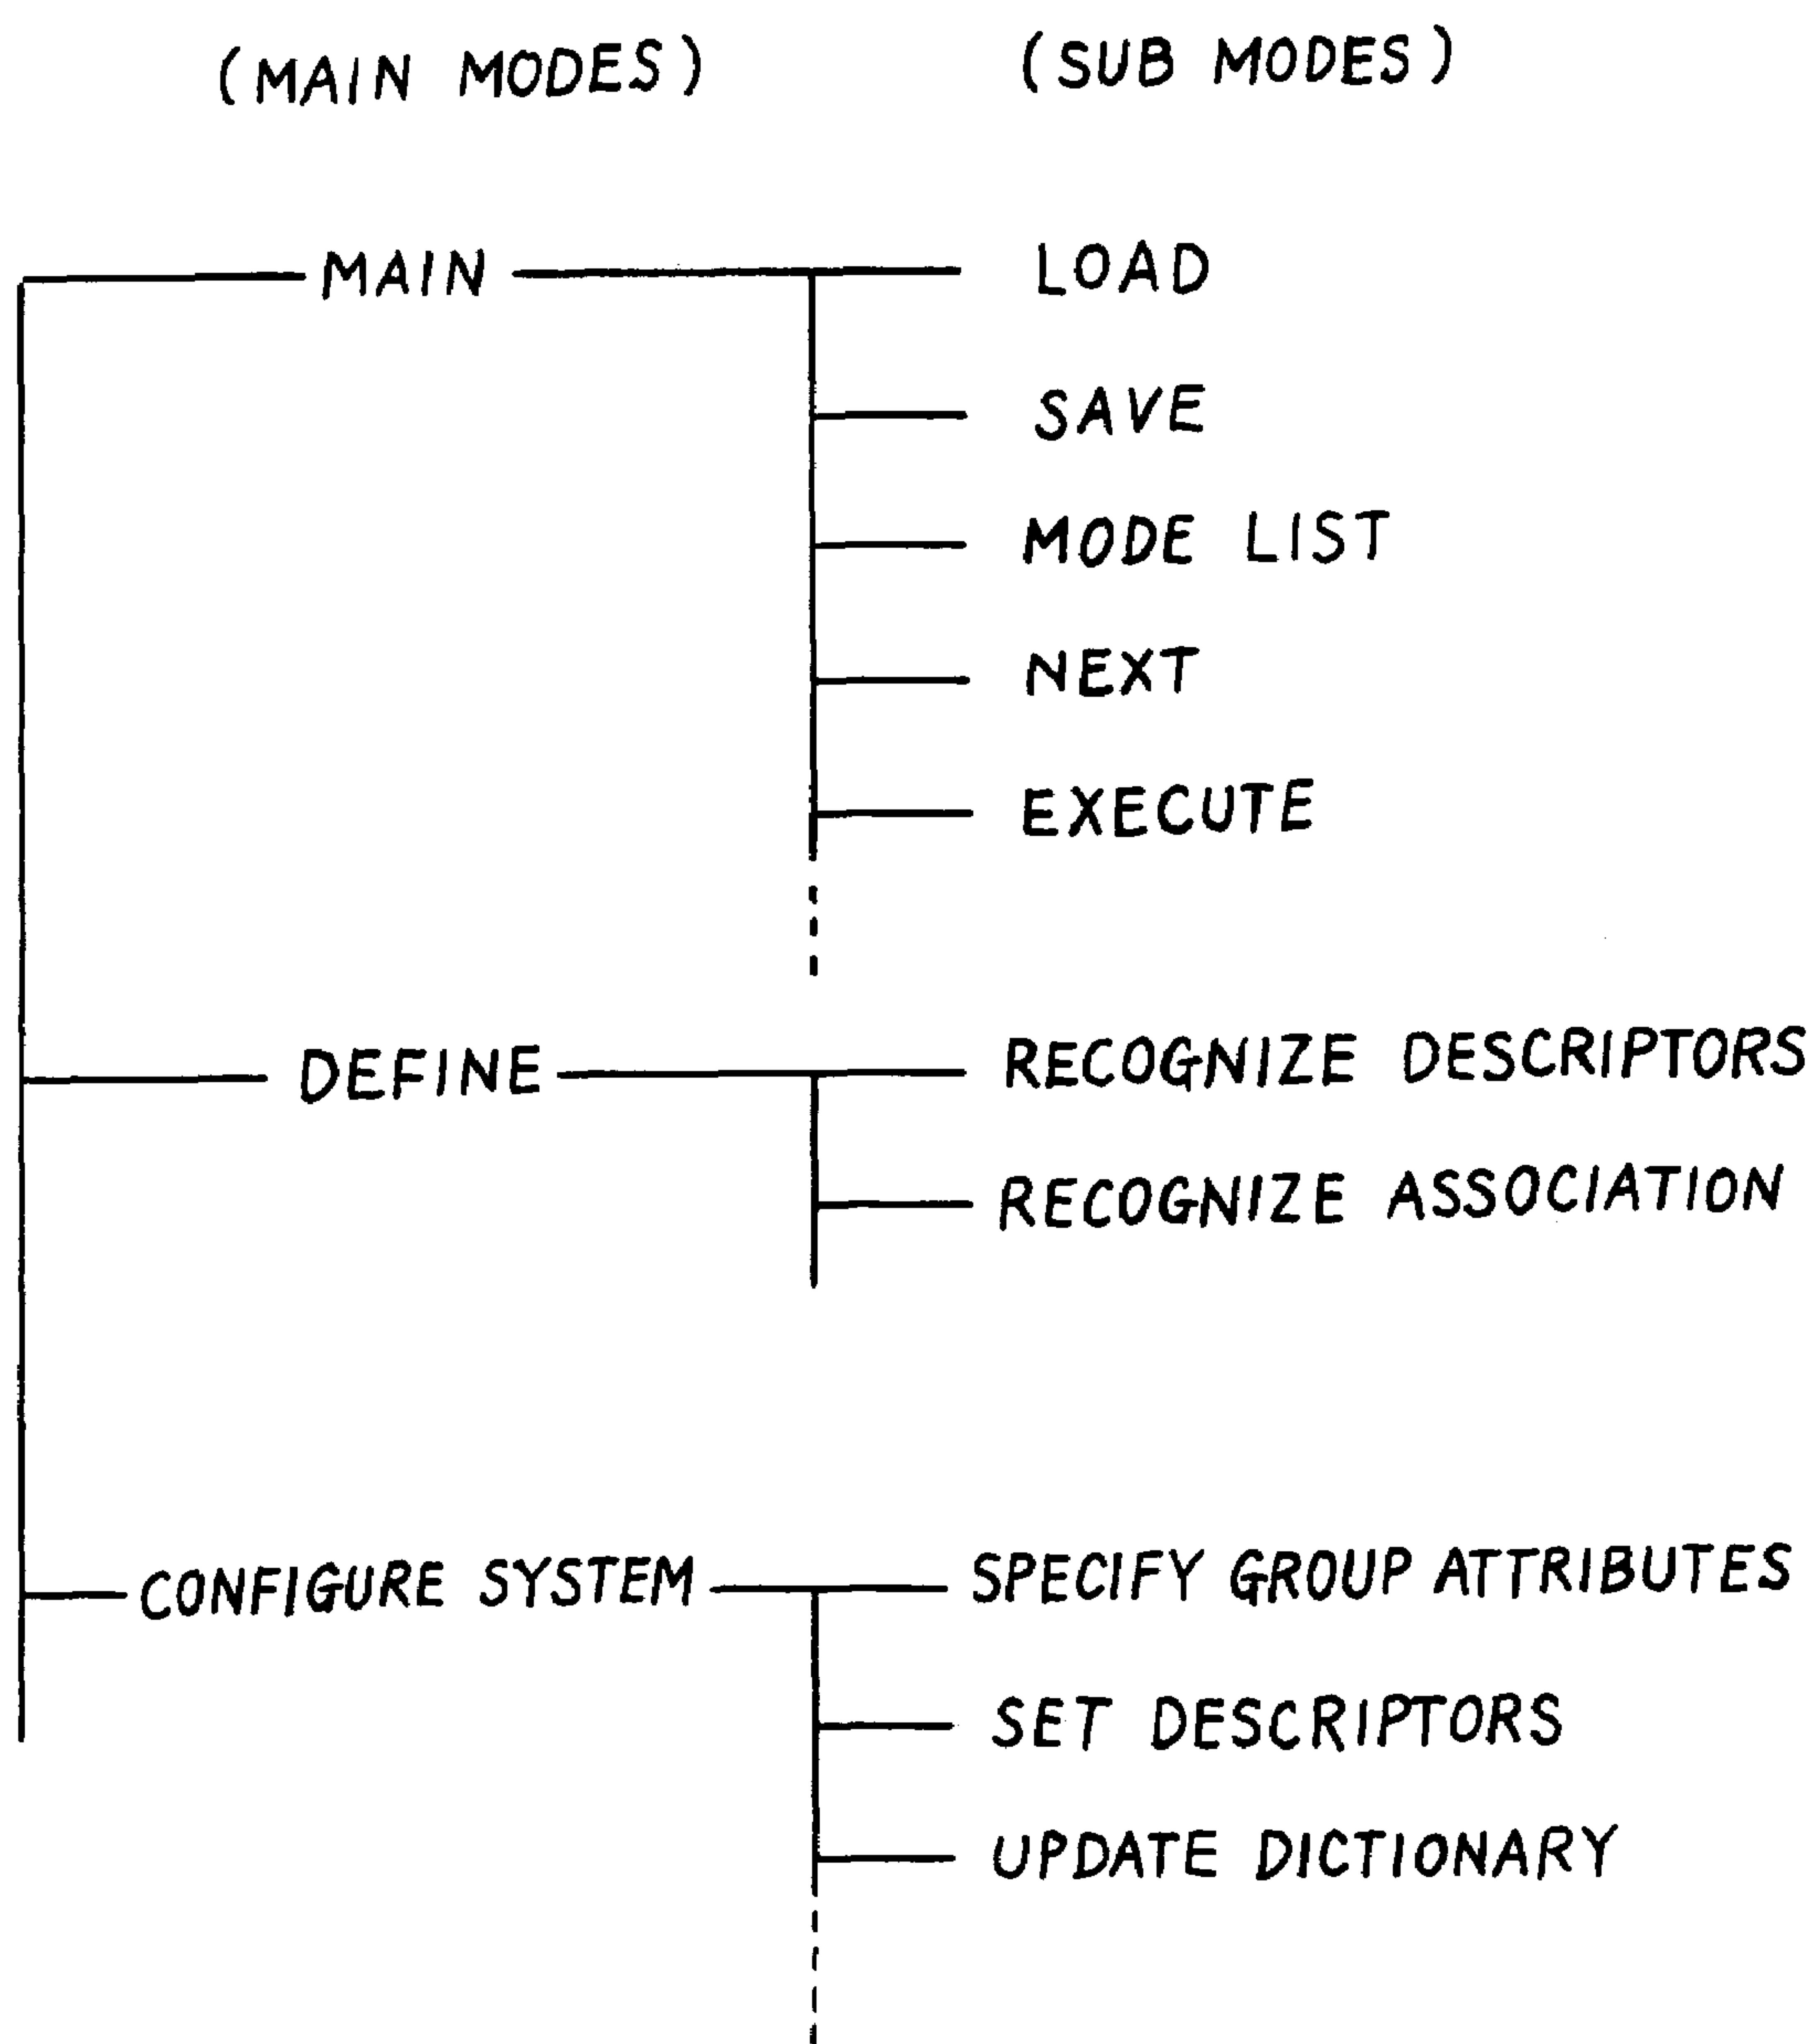 (MAIN MODES) (SUB MODES)
MAIN LOAD
SAVE
MODE LIST
NEXT
EXECUTE
DEFINE RECOGNIZE DESCRIPTORS
RECOGNIZE ASSOCIATION
CONFIGURE SYSTEM SPECIFY GROUP ATTRIBUTES
SET DESCRIPTORS
UPDATE DICTIONARY